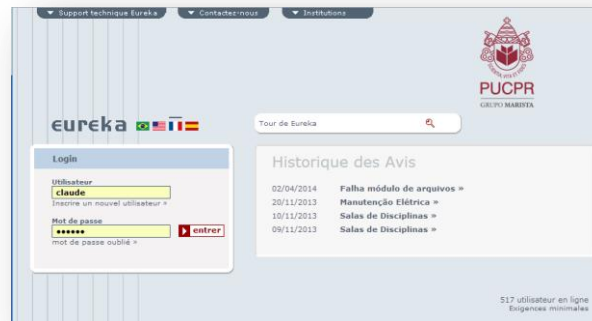 Support technique Eureka
Contactez-nous
Institutions
PUCPR
GRUPO MARISTA
eureka
Tour de Eureka
Login
Utilisateur
claude
Inscrire un nouvel utilisateur »
Mot de passe
••••••
entrer
mot de passe oublié »
Historique des Avis
02/04/2014 Falha módulo de arquivos »
20/11/2013 Manutenção Elétrica »
10/11/2013 Salas de Disciplinas »
09/11/2013 Salas de Disciplinas »
517 utilisateur en ligne
Exigences minimales